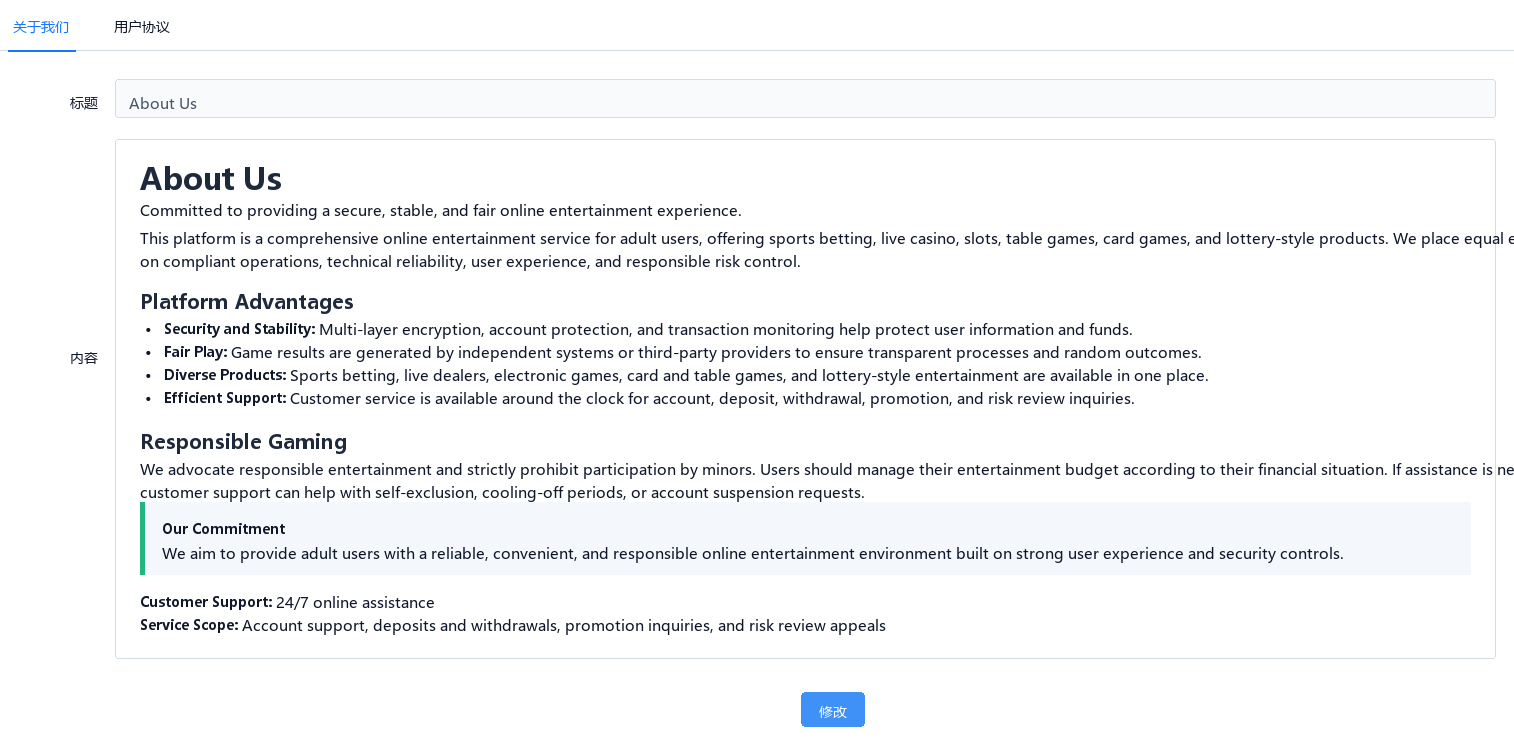 关于我们 用户协议
标题 About Us
About Us
Committed to providing a secure, stable, and fair online entertainment experience.
This platform is a comprehensive online entertainment service for adult users, offering sports betting, live casino, slots, table games, card games, and lottery-style products. We place equal
on compliant operations, technical reliability, user experience, and responsible risk control.
Platform Advantages
• Security and Stability: Multi-layer encryption, account protection, and transaction monitoring help protect user information and funds.
• Fair Play: Game results are generated by independent systems or third-party providers to ensure transparent processes and random outcomes.
内容
• Diverse Products: Sports betting, live dealers, electronic games, card and table games, and lottery-style entertainment are available in one place.
• Efficient Support: Customer service is available around the clock for account, deposit, withdrawal, promotion, and risk review inquiries.
Responsible Gaming
We advocate responsible entertainment and strictly prohibit participation by minors. Users should manage their entertainment budget according to their financial situation. If assistance is
customer support can help with self-exclusion, cooling-off periods, or account suspension requests.
Our Commitment
We aim to provide adult users with a reliable, convenient, and responsible online entertainment environment built on strong user experience and security controls.
Customer Support: 24/7 online assistance
Service Scope: Account support, deposits and withdrawals, promotion inquiries, and risk review appeals
修改